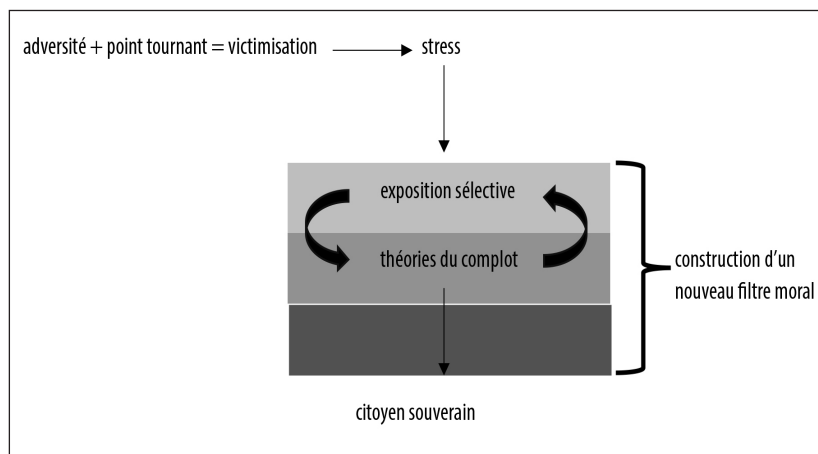 adversité + point tournant = victimisation
stress
exposition sélective
théories du complot
construction d’un
nouveau filtre moral
citoyen souverain